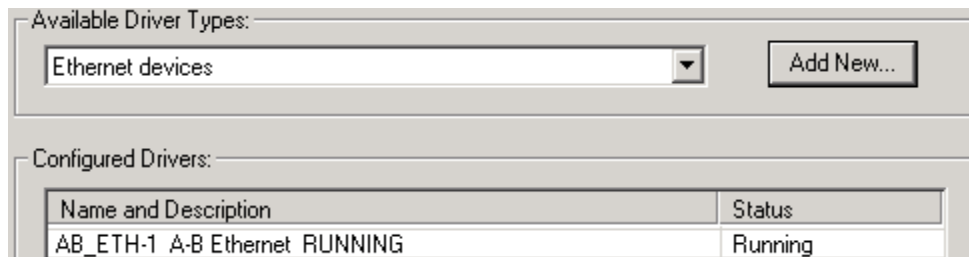 Available Driver Types:
Ethernet devices
Add New...
Configured Drivers:
Name and Description Status
AB_ETH-1 A-B Ethernet RUNNING Running